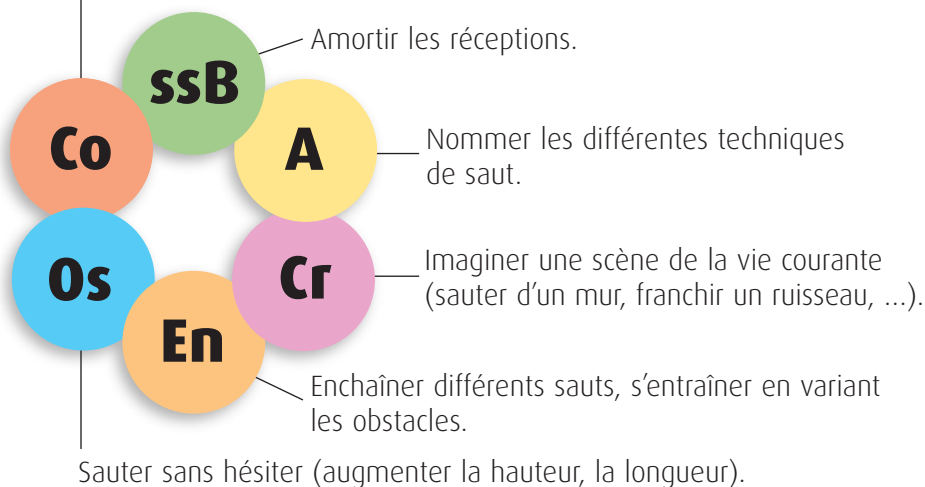 ssB
Amortir les réceptions.
Co
A
Nommer les différentes techniques
de saut.
Os
Cr
Imaginer une scène de la vie courante
(sauter d'un mur, franchir un ruisseau, ...).
En
Enchaîner différents sauts, s'entraîner en variant
les obstacles.
Sauter sans hésiter (augmenter la hauteur, la longueur).